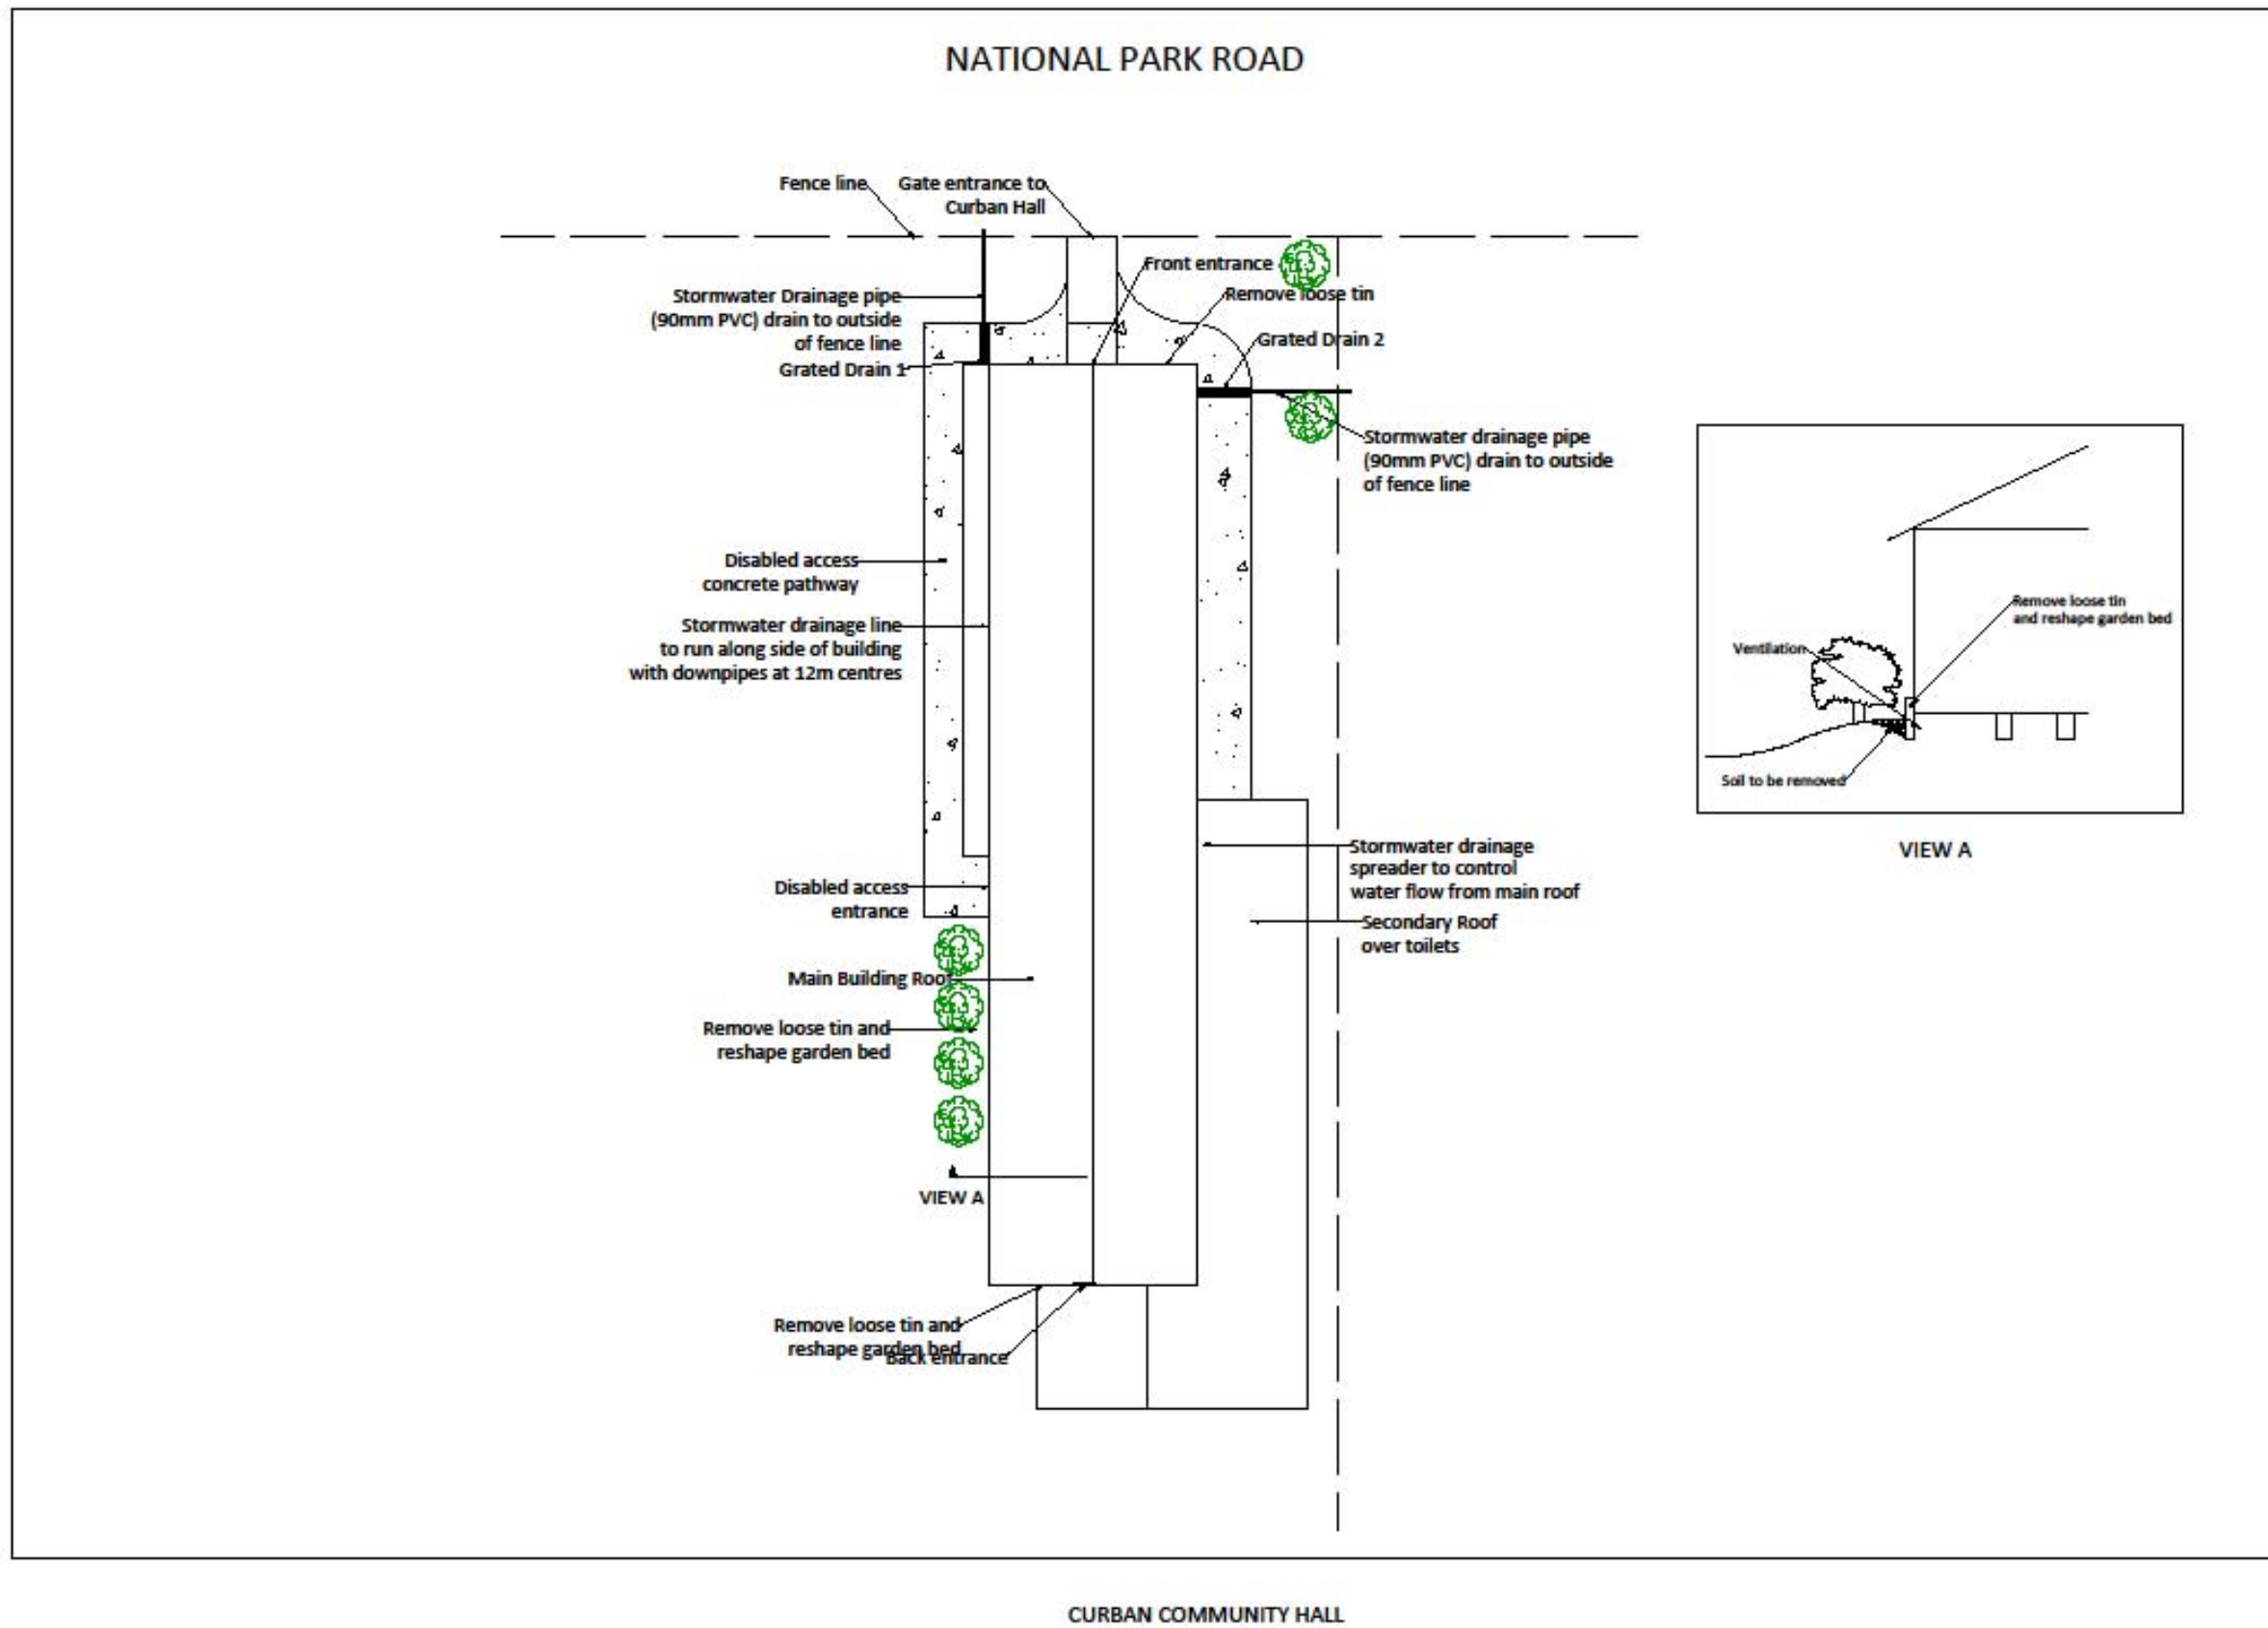 NATIONAL PARK ROAD
Fence line
Gate entrance to
Curban Hall
Front entrance
Remove loose tin
Stormwater Drainage pipe
(90mm PVC) drain to outside
of fence line
Grated Drain 1
Grated Drain 2
Stormwater drainage pipe
(90mm PVC) drain to outside
of fence line
Disabled access
concrete pathway
Stormwater drainage line
to run along side of building
with downpipes at 12m centres
Remove loose tin
and reshape garden bed
Ventilation
Soil to be removed
VIEW A
Stormwater drainage
spreader to control
water flow from main roof
Disabled access
entrance
Secondary Roof
over toilets
Main Building Roof
Remove loose tin and
reshape garden bed
VIEW A
Remove loose tin and
reshape garden bed
Back entrance
CURBAN COMMUNITY HALL